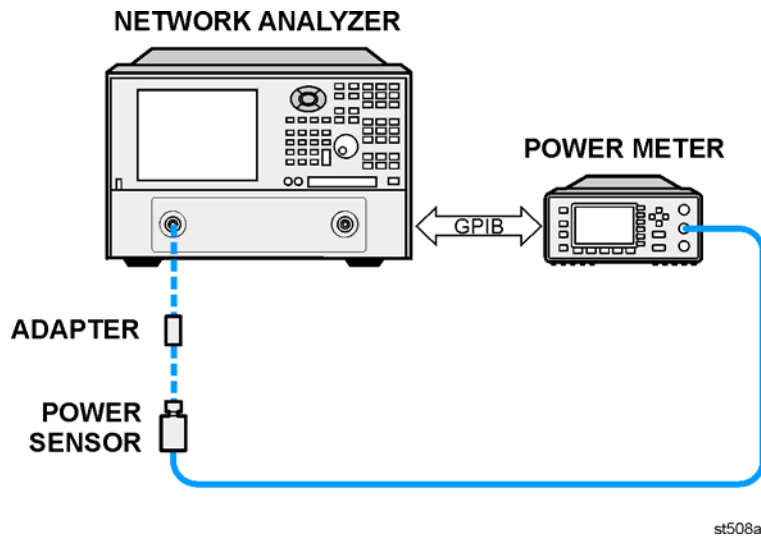 NETWORK ANALYZER
POWER METER
GPIB
ADAPTER
POWER
SENSOR
st508a